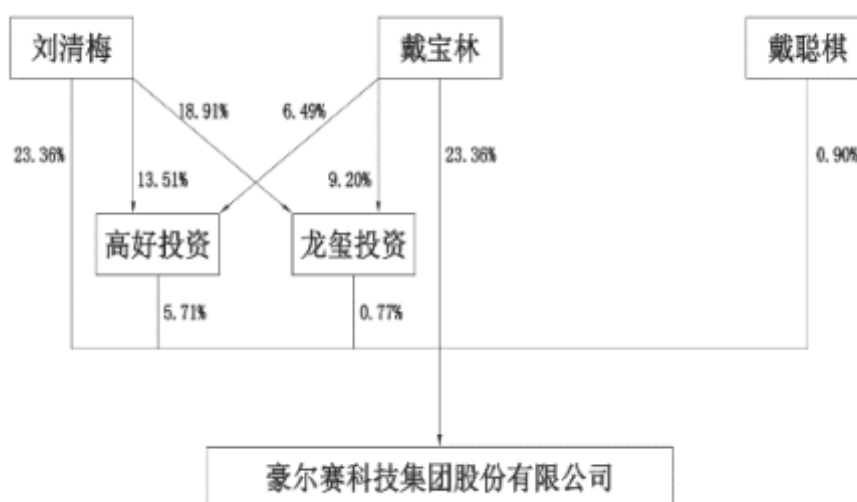 刘清梅
戴宝林
戴聪棋
18.91%
6.49%
23.36%
23.36%
0.90%
13.51%
9.20%
高好投资
龙玺投资
5.71%
0.77%
豪尔赛科技集团股份有限公司